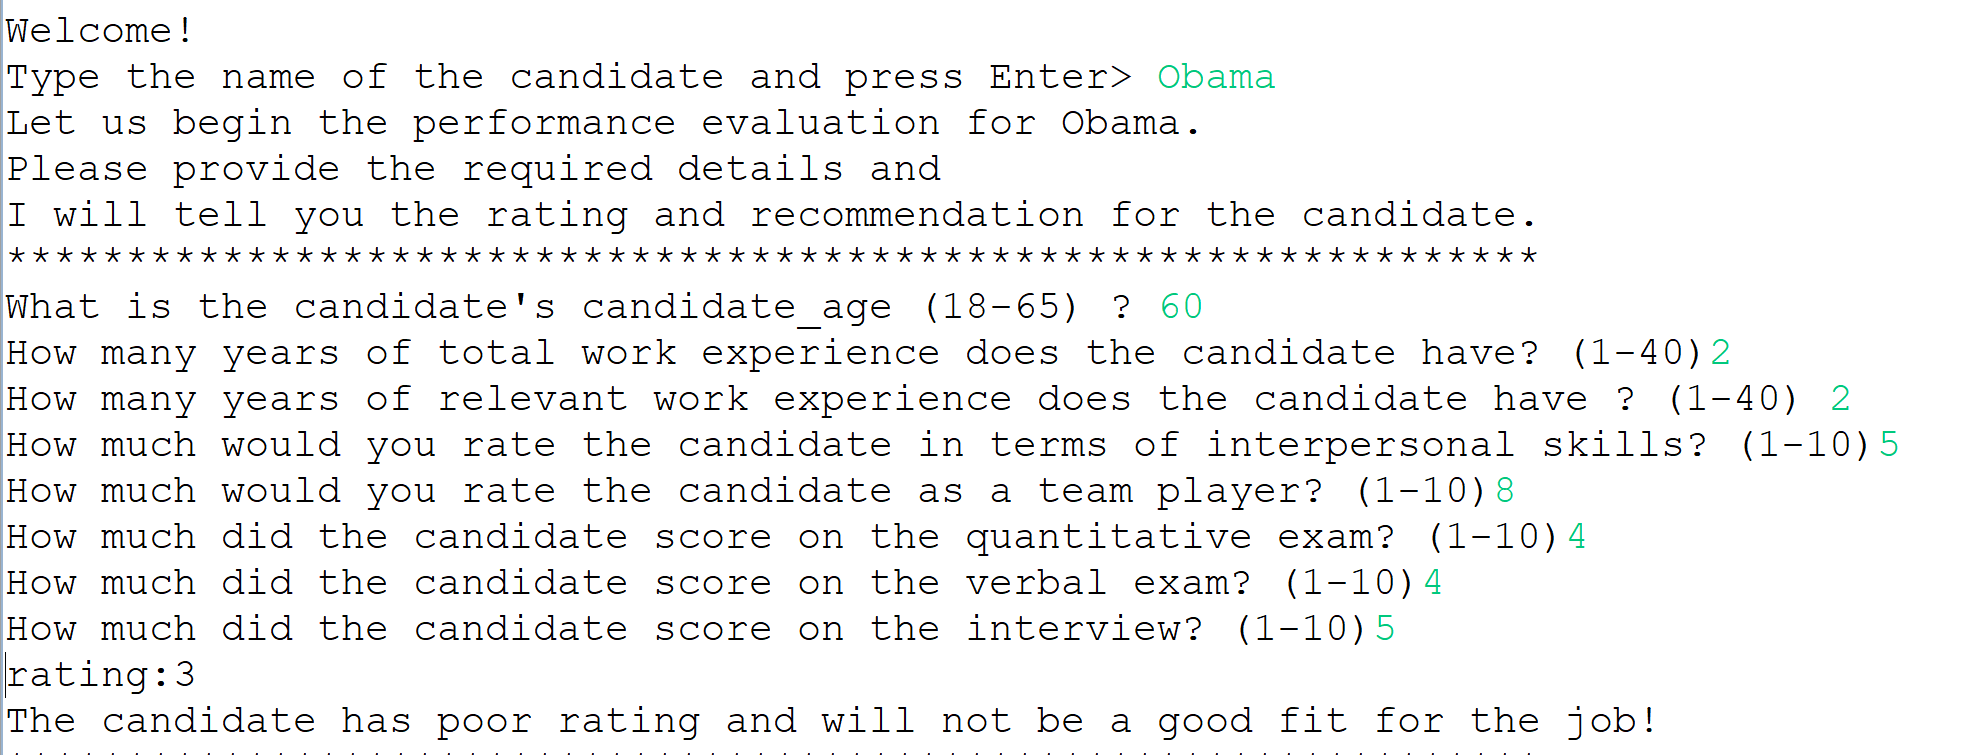 Welcome!
Type the name of the candidate and press Enter> Obama
Let us begin the performance evaluation for Obama.
Please provide the required details and
I will tell you the rating and recommendation for the candidate.
****************************************************************
What is the candidate's candidate_age (18-65) ? 60
How many years of total work experience does the candidate have? (1-40)2
How many years of relevant work experience does the candidate have ? (1-40) 2
How much would you rate the candidate in terms of interpersonal skills? (1-10)5
How much would you rate the candidate as a team player? (1-10)8
How much did the candidate score on the quantitative exam? (1-10)4
How much did the candidate score on the verbal exam? (1-10)4
How much did the candidate score on the interview? (1-10)5
rating:3
The candidate has poor rating and will not be a good fit for the job!
****************************************************************